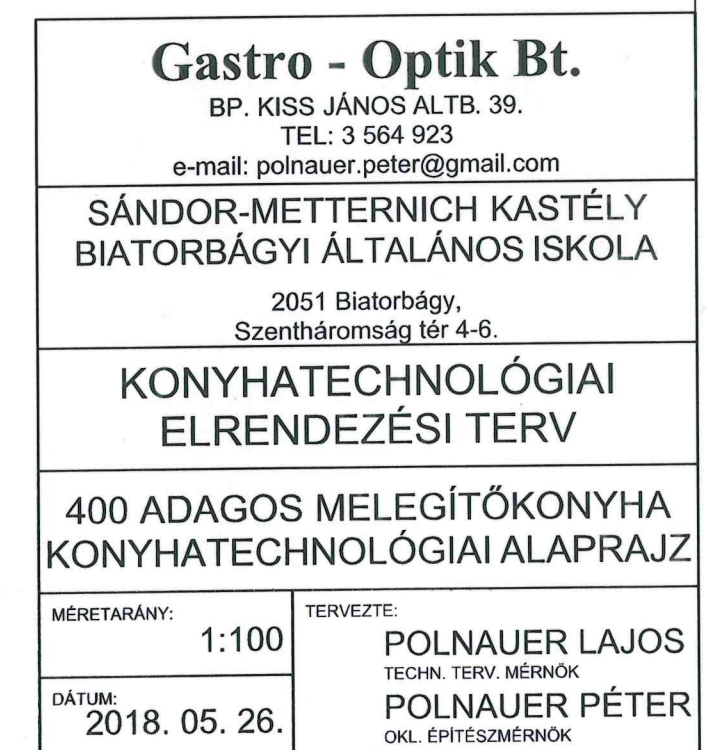 Gastro - Optik Bt.
BP. KISS JÁNOS ALTB. 39.
TEL: 3 564 923
e-mail: polnauer.peter@gmail.com
SÁNDOR-METTERNICH KASTÉLY
BIATORBÁGYI ÁLTALÁNOS ISKOLA
2051 Biatorbágy,
Szentháromság tér 4-6.
KONYHATECHNOLÓGIAI
ELRENDEZÉSI TERV
400 ADAGOS MELEGÍTŐKONYHA
KONYHATECHNOLÓGIAI ALAPRAJZ
MÉRETARÁNY:
1:100
DÁTUM:
2018. 05. 26.
TERVEZTE:
POLNAUER LAJOS
TECHN. TERV. MÉRNÖK
POLNAUER PÉTER
OKL. ÉPÍTÉSZMÉRNÖK